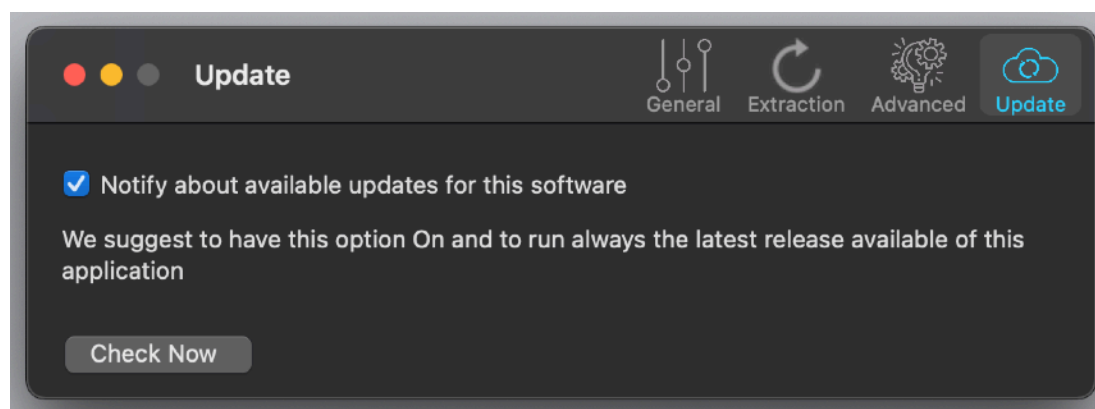 Update
General
Extraction
Advanced
Update
Notify about available updates for this software
We suggest to have this option On and to run always the latest release available of this
application
Check Now